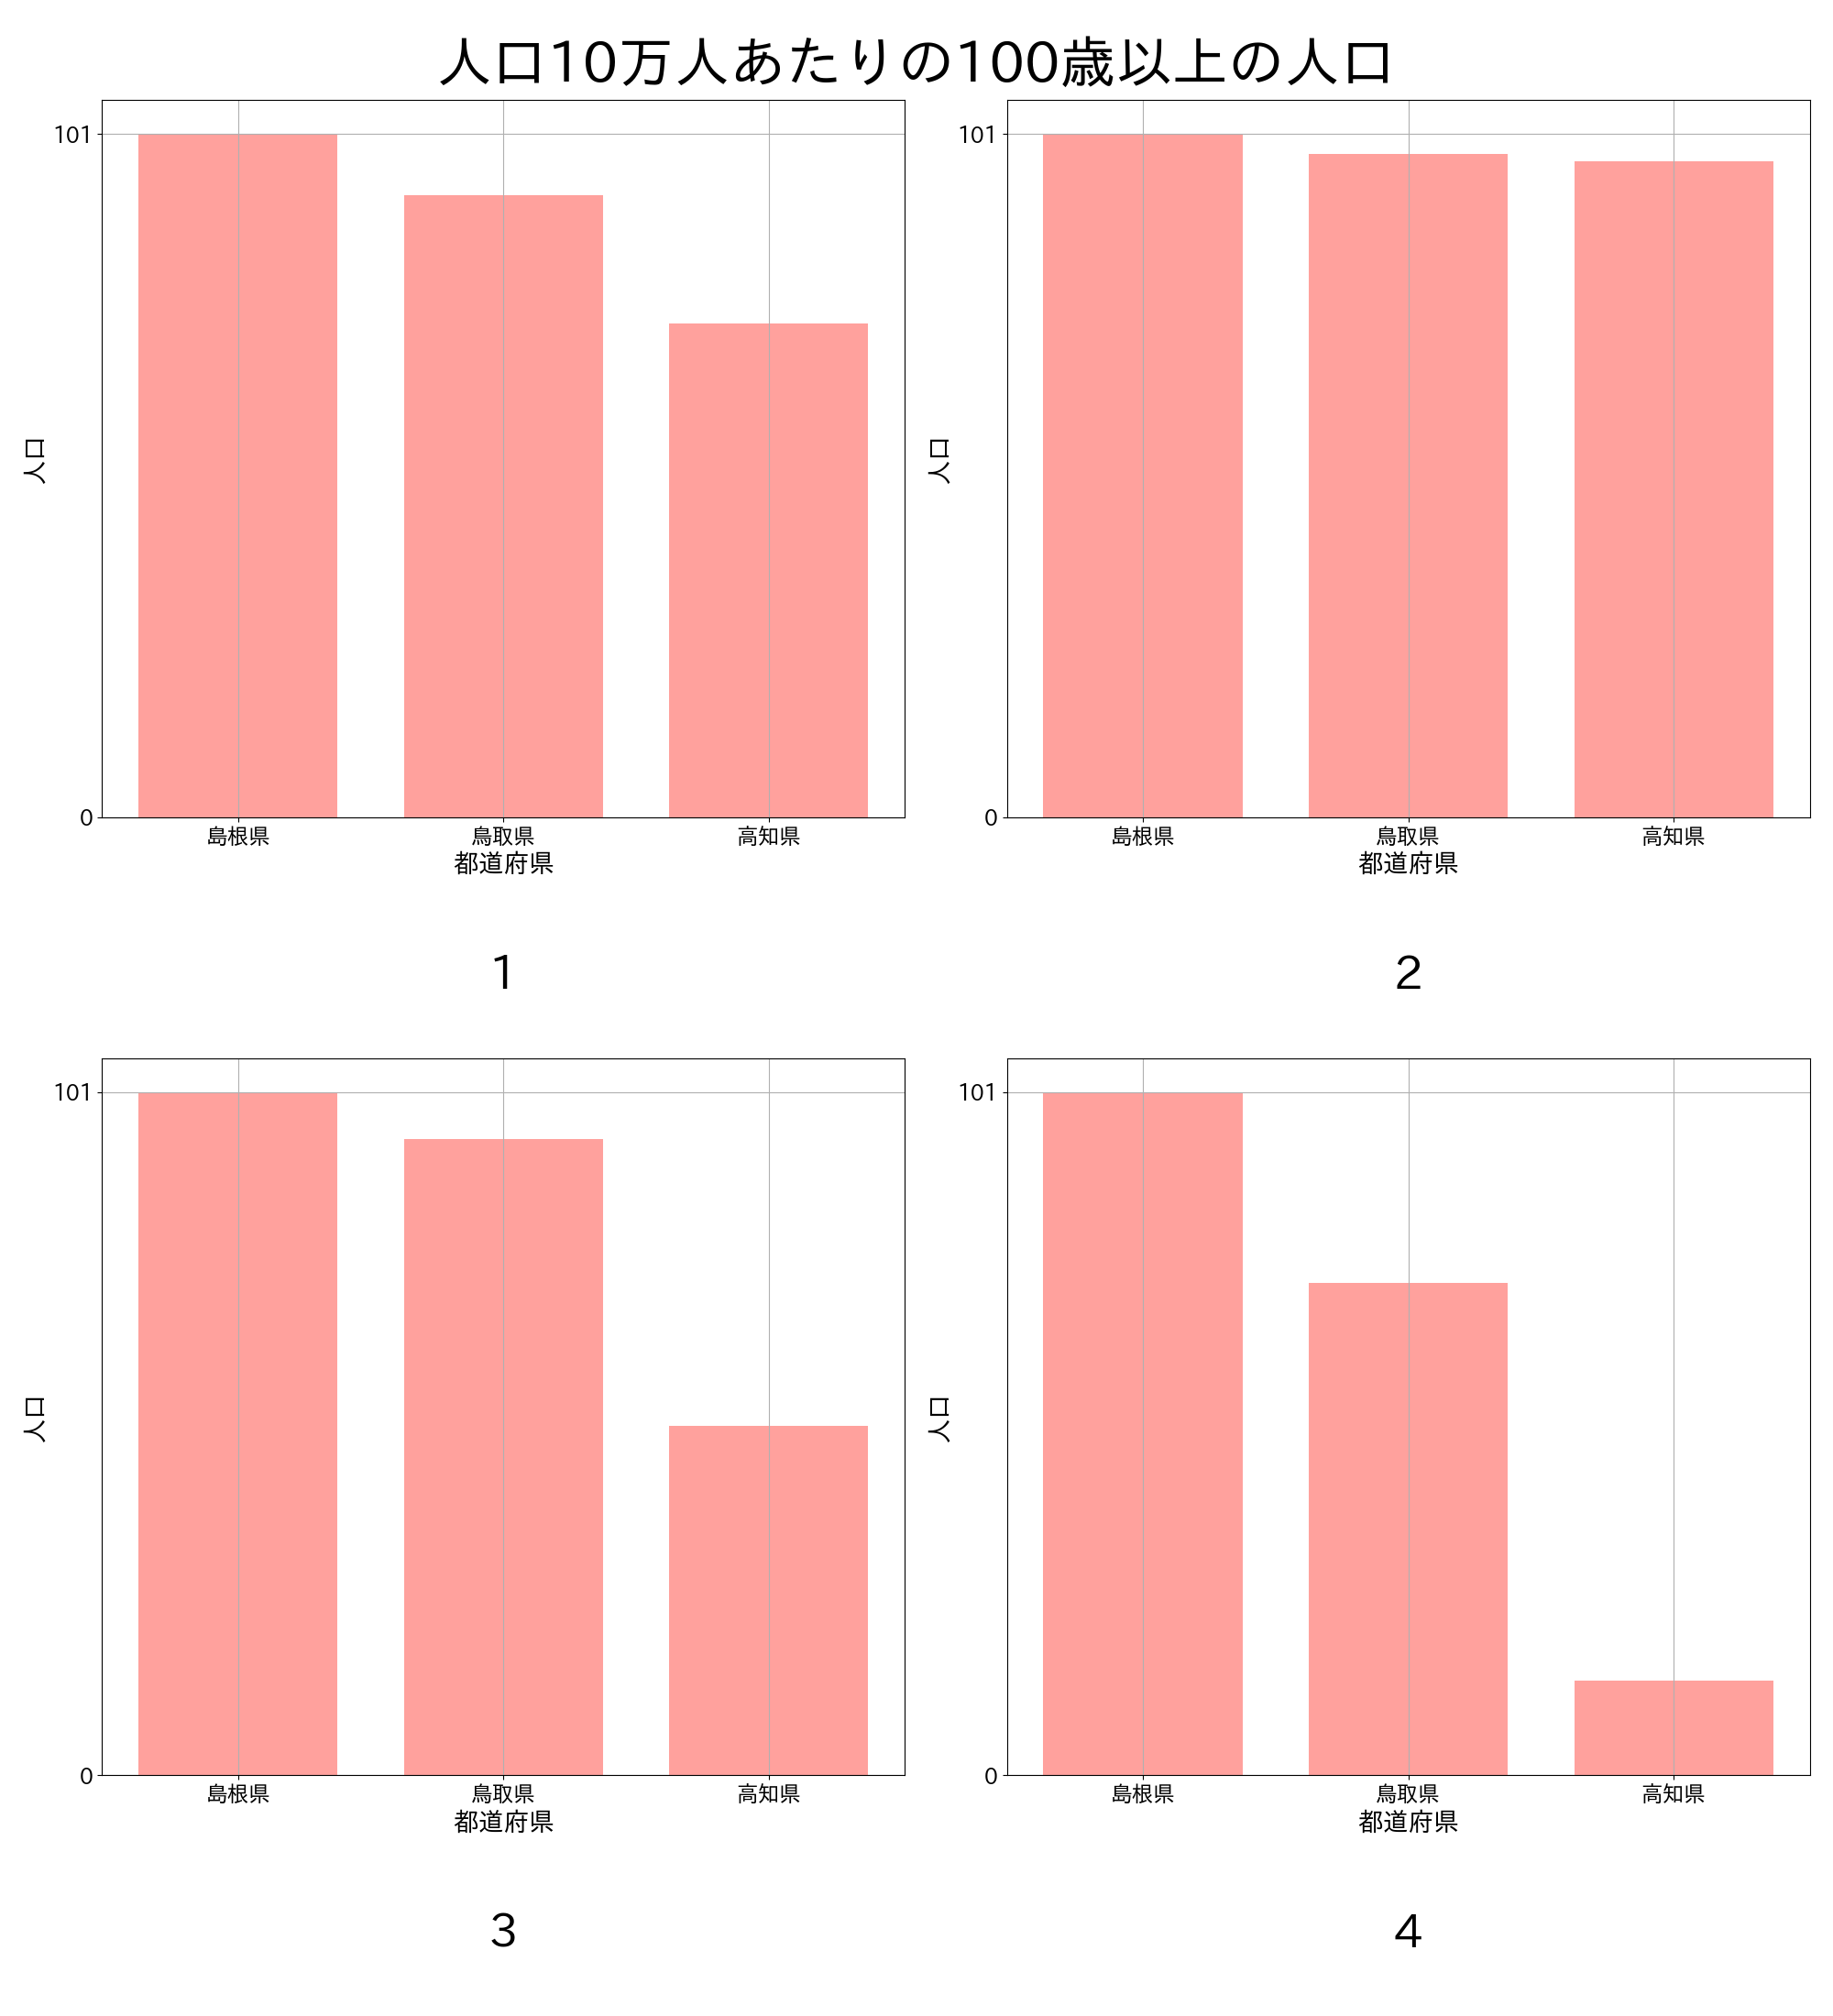 人口10万人あたりの100歳以上の人口
101
0
人口
島根県 鳥取県 高知県
都道府県
1
101
0
人口
島根県 鳥取県 高知県
都道府県
2
101
0
人口
島根県 鳥取県 高知県
都道府県
3
101
0
人口
島根県 鳥取県 高知県
都道府県
4